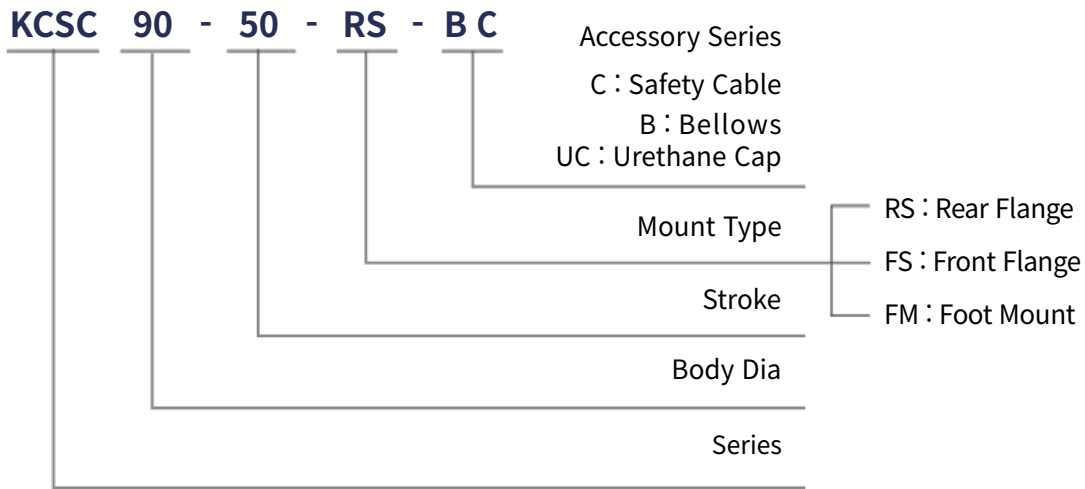 KCSC 90 - 50 - RS - B C
Accessory Series
C : Safety Cable
B : Bellows
UC : Urethane Cap
Mount Type
RS : Rear Flange
FS : Front Flange
FM : Foot Mount
Stroke
Body Dia
Series